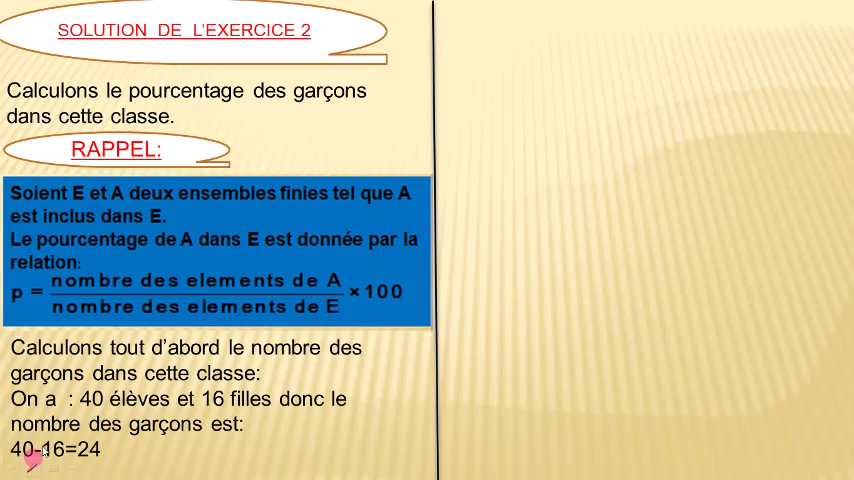 SOLUTION DE L'EXERCICE 2
Calculons le pourcentage des garçons
dans cette classe.
RAPPEL:
Soient E et A deux ensembles finies tel que A
est inclus dans E.
Le pourcentage de A dans E est donnée par la
relation:
p = nombre des elements de A / nombre des elements de E × 100
Calculons tout d'abord le nombre des
garçons dans cette classe:
On a : 40 élèves et 16 filles donc le
nombre des garçons est:
40-16=24